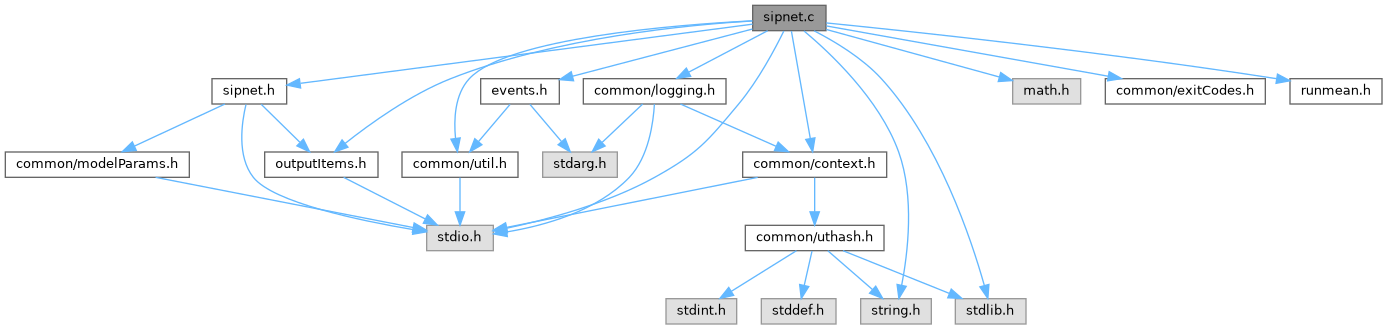 sipnet.c
sipnet.h
events.h
common/logging.h
math.h
common/exitCodes.h
runmean.h
common/modelParams.h
outputItems.h
common/util.h
stdarg.h
common/context.h
stdio.h
common/uthash.h
stdint.h
stddef.h
string.h
stdlib.h